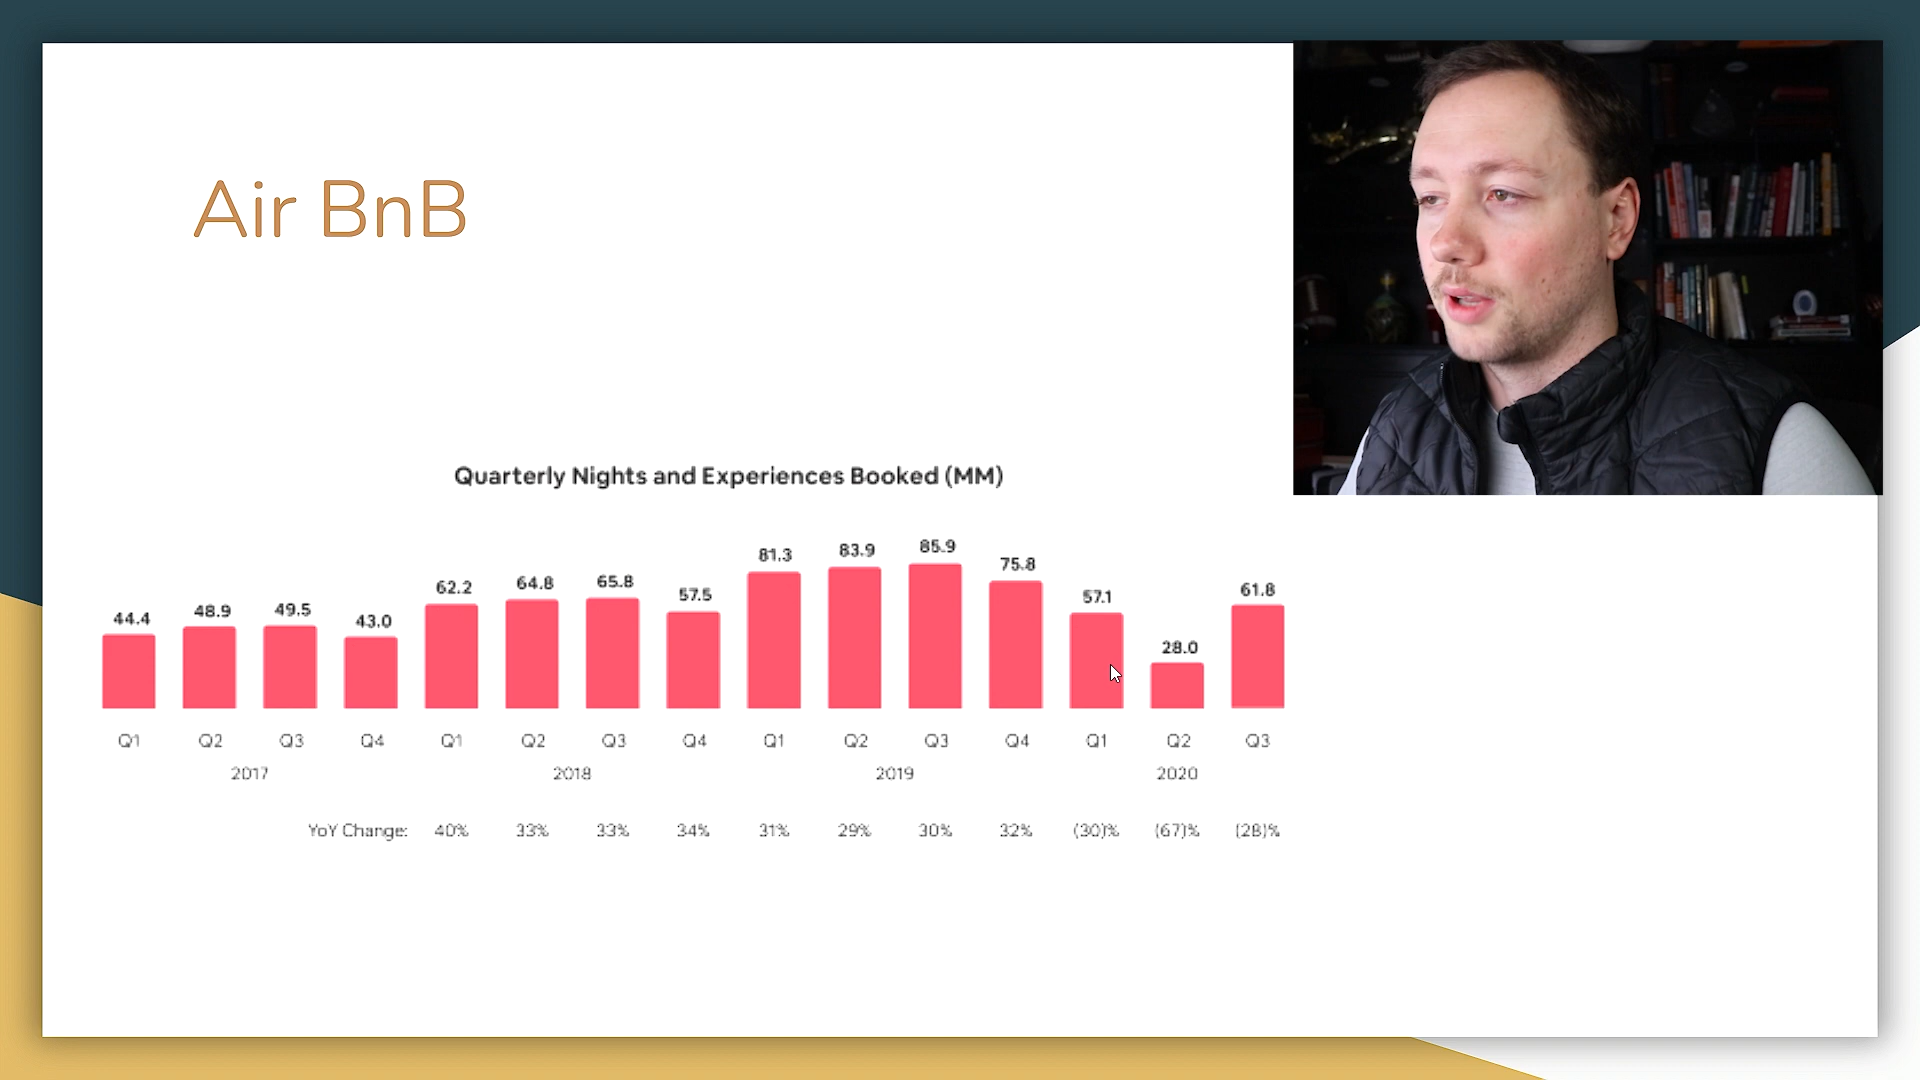 Air BnB
Quarterly Nights and Experiences Booked (MM)
44.4 48.9 49.5 43.0 62.2 64.8 65.8 57.5 81.3 83.9 85.9 75.8 57.1 28.0 61.8
Q1 Q2 Q3 Q4 Q1 Q2 Q3 Q4 Q1 Q2 Q3 Q4 Q1 Q2 Q3
2017 2018 2019 2020
YoY Change: 40% 33% 33% 34% 31% 29% 30% 32% (30)% (67)% (28)%